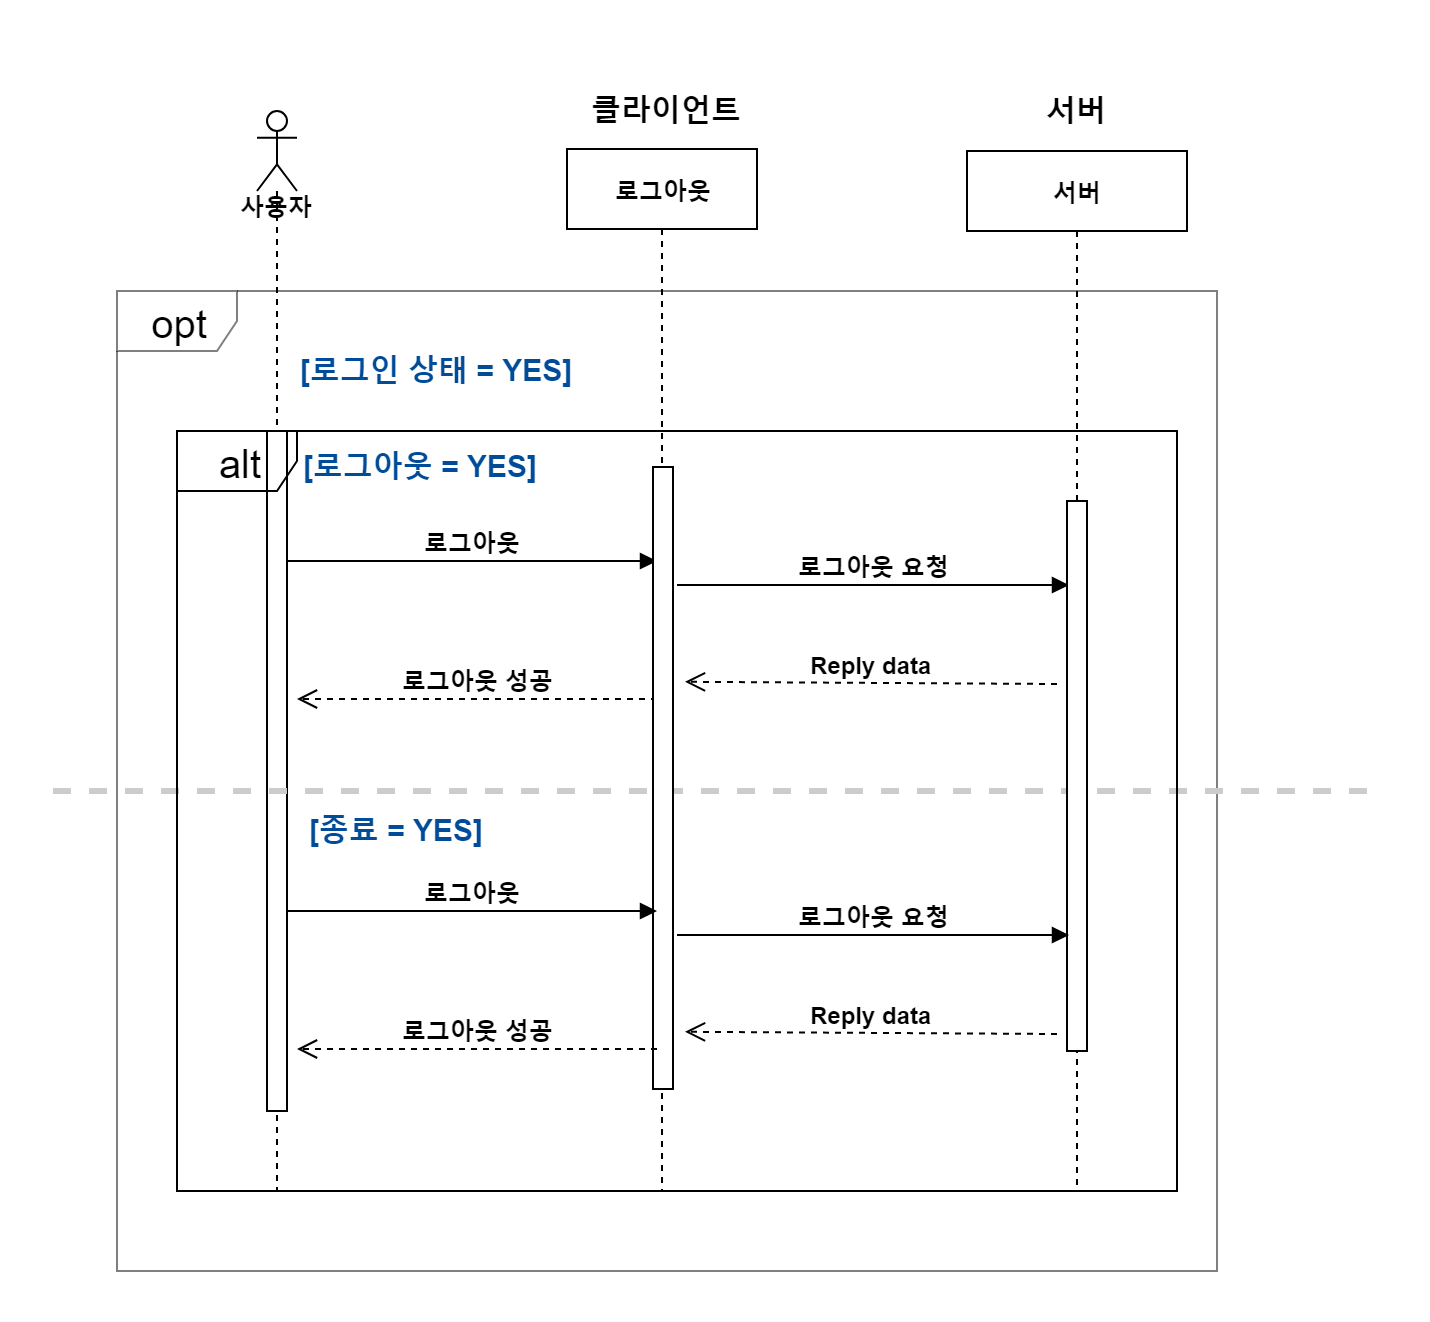 클라이언트
서버
사용자
로그아웃
서버
opt
[로그인 상태 = YES]
alt
[로그아웃 = YES]
로그아웃
로그아웃 요청
Reply data
로그아웃 성공
[종료 = YES]
로그아웃
로그아웃 요청
Reply data
로그아웃 성공